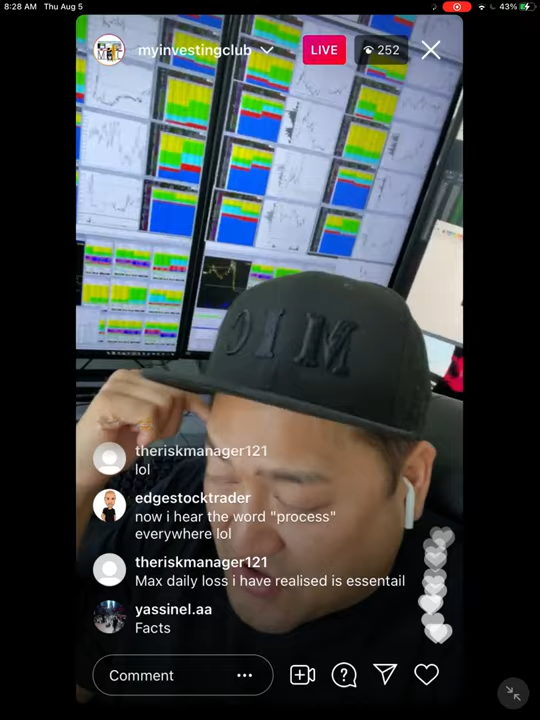 8:28 AM Thu Aug 5
43%
myinvestingclub
LIVE
252
MIC
theriskmanager121
lol
edgestocktrader
now i hear the word "process"
everywhere lol
theriskmanager121
Max daily loss i have realised is essentail
yassinel.aa
Facts
Comment